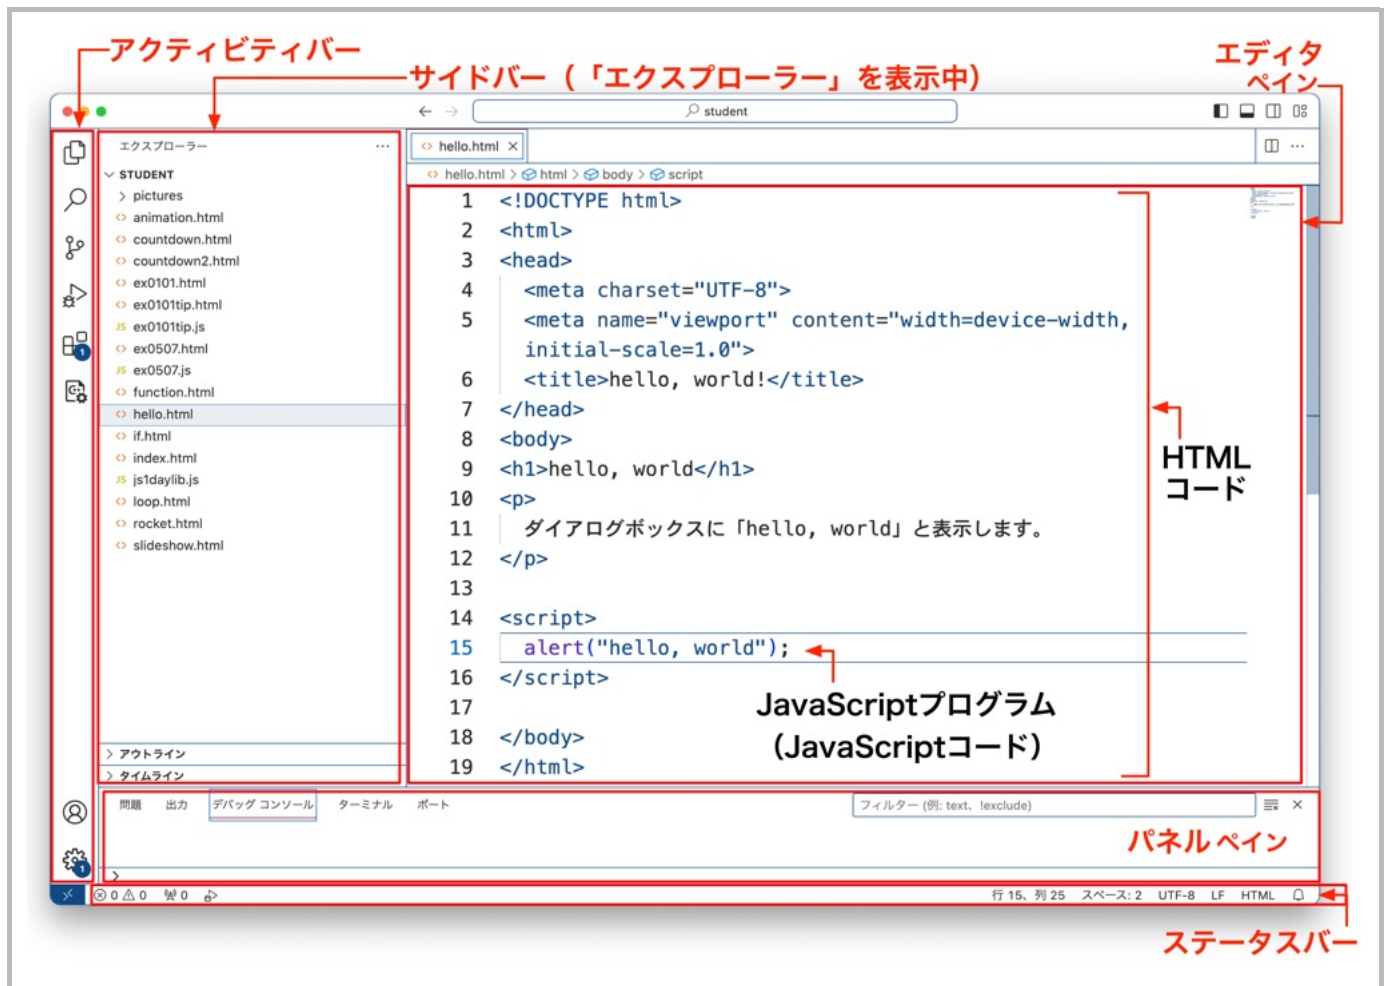 アクティビティバー
サイドバー（「エクスプローラー」を表示中）
エディタ
ペイン
student
エクスプローラー
hello.html
STUDENT
hello.html > html > body > script
pictures
animation.html
countdown.html
countdown2.html
ex0101.html
ex0101tip.html
JS ex0101tip.js
ex0507.html
JS ex0507.js
function.html
hello.html
if.html
index.html
JS js1daylib.js
loop.html
rocket.html
slideshow.html
アウトライン
タイムライン
1 <!DOCTYPE html>
2 <html>
3 <head>
4 <meta charset="UTF-8">
5 <meta name="viewport" content="width=device-width,
initial-scale=1.0">
6 <title>hello, world!</title>
7 </head>
8 <body>
9 <h1>hello, world</h1>
10 <p>
11 ダイアログボックスに「hello, world」と表示します。
12 </p>
13
14 <script>
15 alert("hello, world");
16 </script>
17
18 </body>
19 </html>
HTML
コード
JavaScriptプログラム
（JavaScriptコード）
1
1
問題 出力 デバッグ コンソール ターミナル ポート
フィルター (例: text、!exclude)
パネル ペイン
0 0 0
行 15、列 25 スペース: 2 UTF-8 LF HTML
ステータスバー